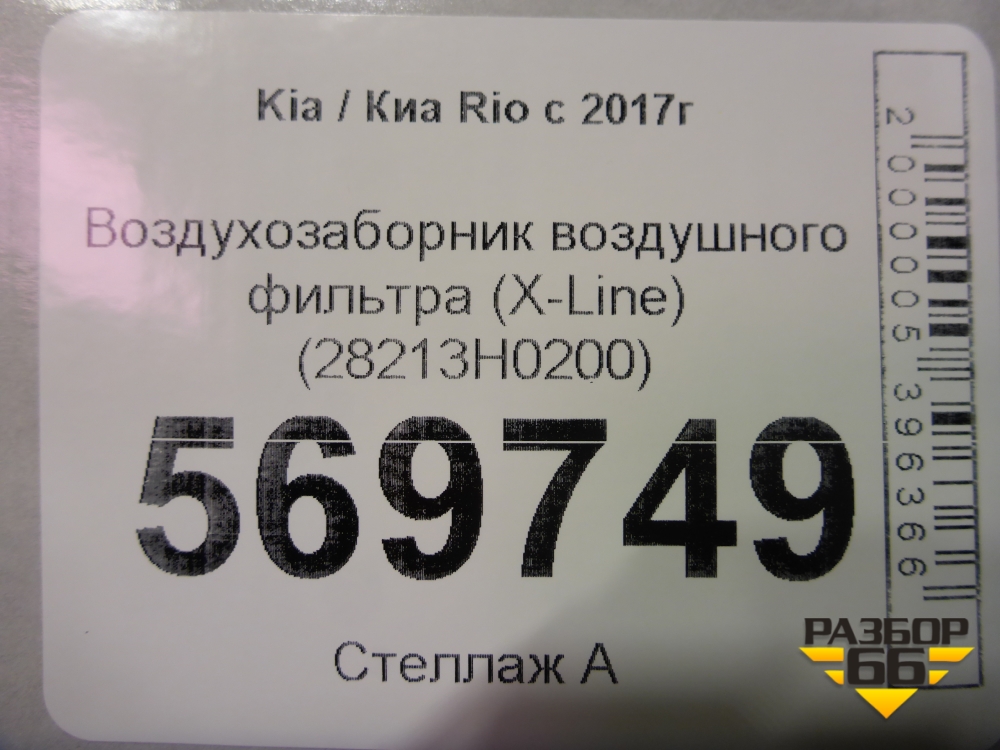 Kia / Киа Rio с 2017г
Воздухозаборник воздушного
фильтра (X-Line)
(28213H0200)
569749
Стеллаж А
2000005396366
РАЗБОР
66